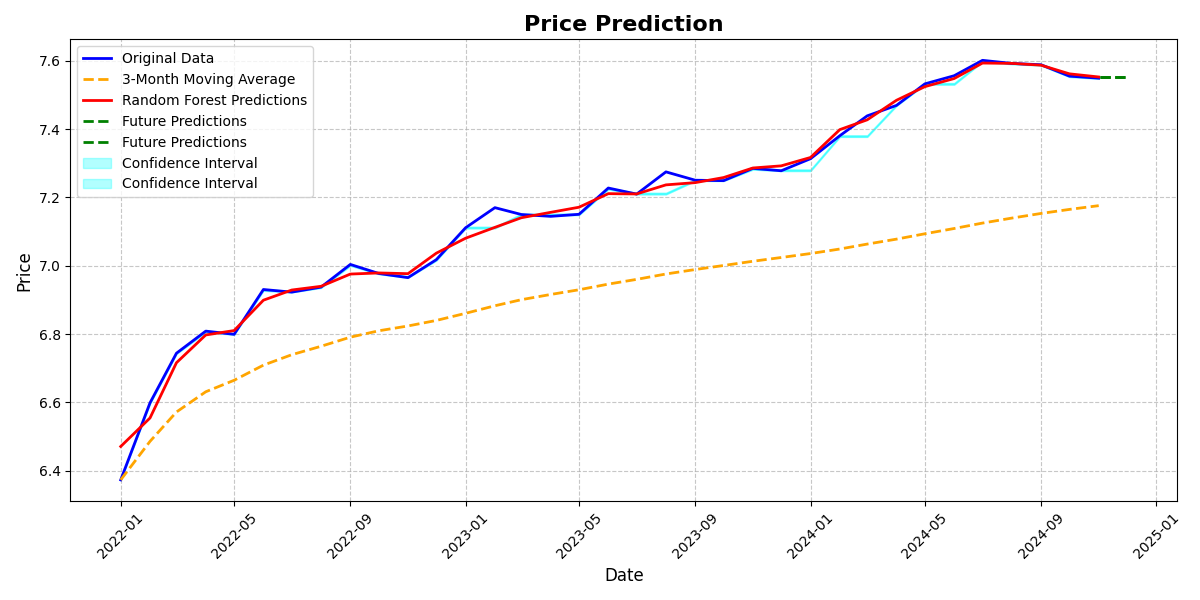 Price Prediction
Original Data
3-Month Moving Average
Random Forest Predictions
Future Predictions
Future Predictions
Confidence Interval
Confidence Interval
Price
7.6
7.4
7.2
7.0
6.8
6.6
6.4
2022-01
2022-05
2022-09
2023-01
2023-05
2023-09
2024-01
2024-05
2024-09
2025-01
Date